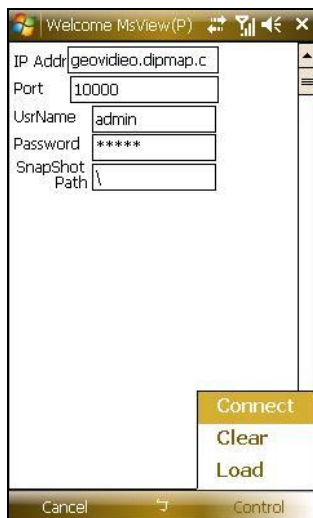 Welcome MsView(P)
IP Addr geovidieo.dipmap.c
Port 10000
UsrName admin
Password *****
SnapShot
Path \
Connect
Clear
Load
Cancel Control